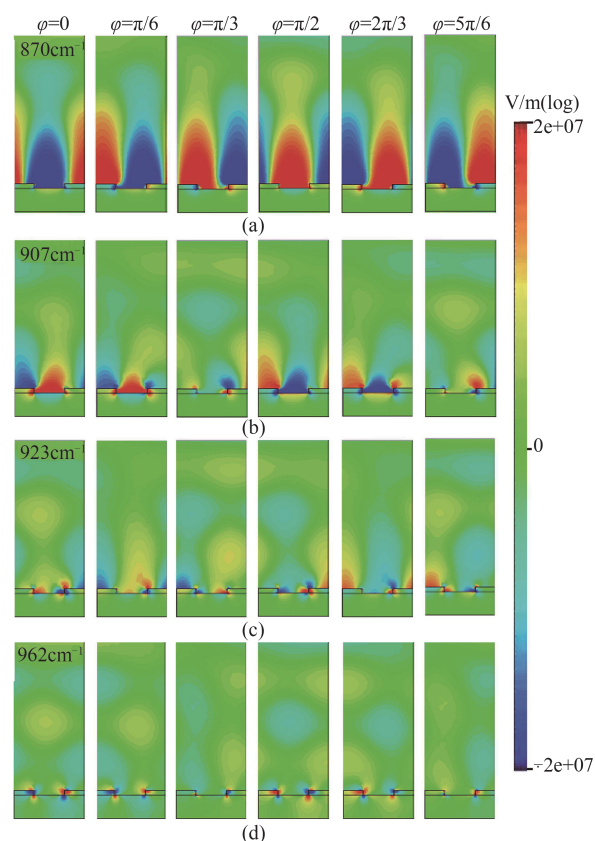 φ=0 φ=π/6 φ=π/3 φ=π/2 φ=2π/3 φ=5π/6
870cm⁻¹
V/m(log)
2e+07
(a)
907cm⁻¹
(b)
923cm⁻¹
0
(c)
962cm⁻¹
÷2e+07
(d)